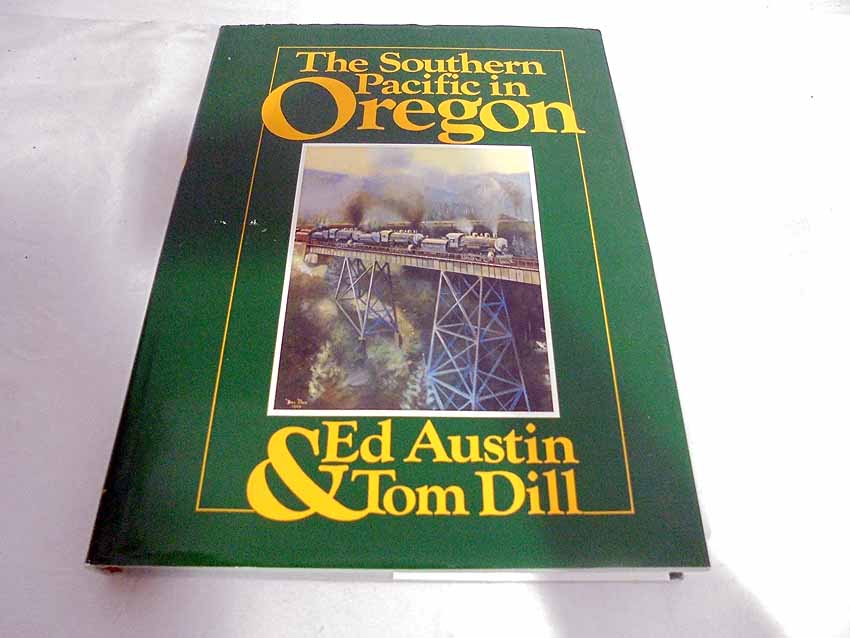 The Southern
Pacific in
Oregon
Ed Austin
& Tom Dill